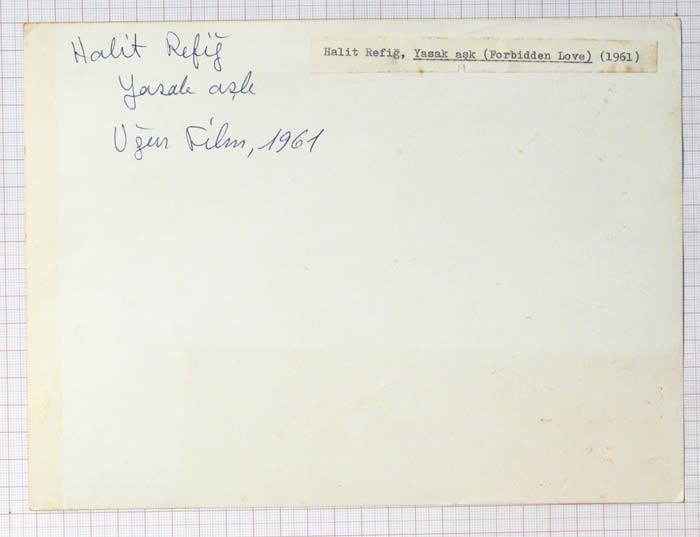 Halit Refiğ
Yasak aşk
Uğur Film, 1961
Halit Refiğ, Yasak aşk (Forbidden Love) (1961)